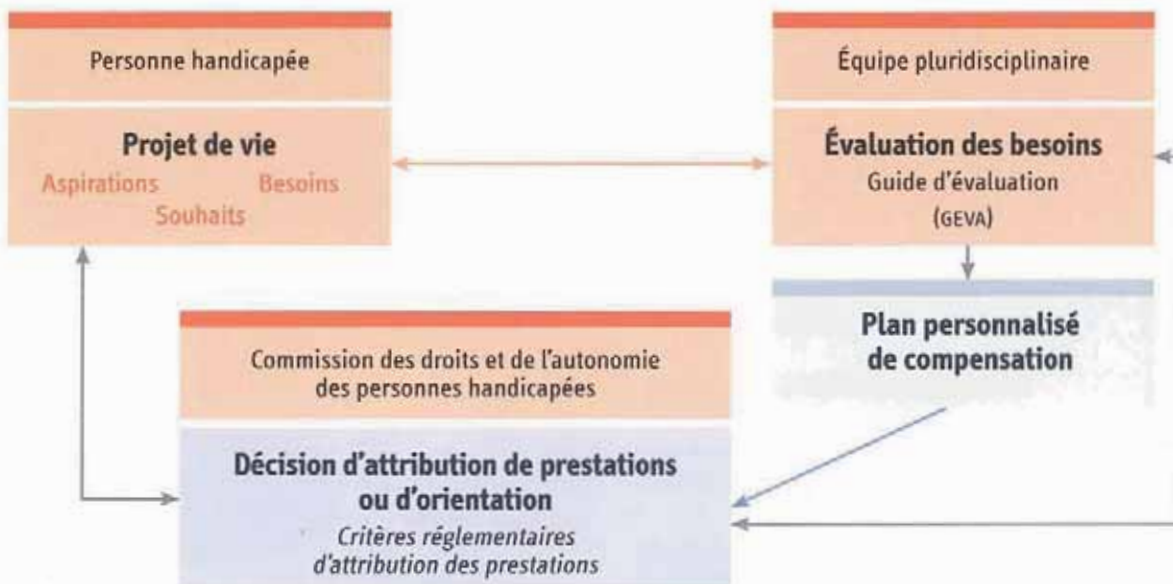 Personne handicapée
Projet de vie
Aspirations Besoins
Souhaits
Équipe pluridisciplinaire
Évaluation des besoins
Guide d'évaluation
(GEVA)
Plan personnalisé
de compensation
Commission des droits et de l'autonomie
des personnes handicapées
Décision d'attribution de prestations
ou d'orientation
Critères réglementaires
d'attribution des prestations